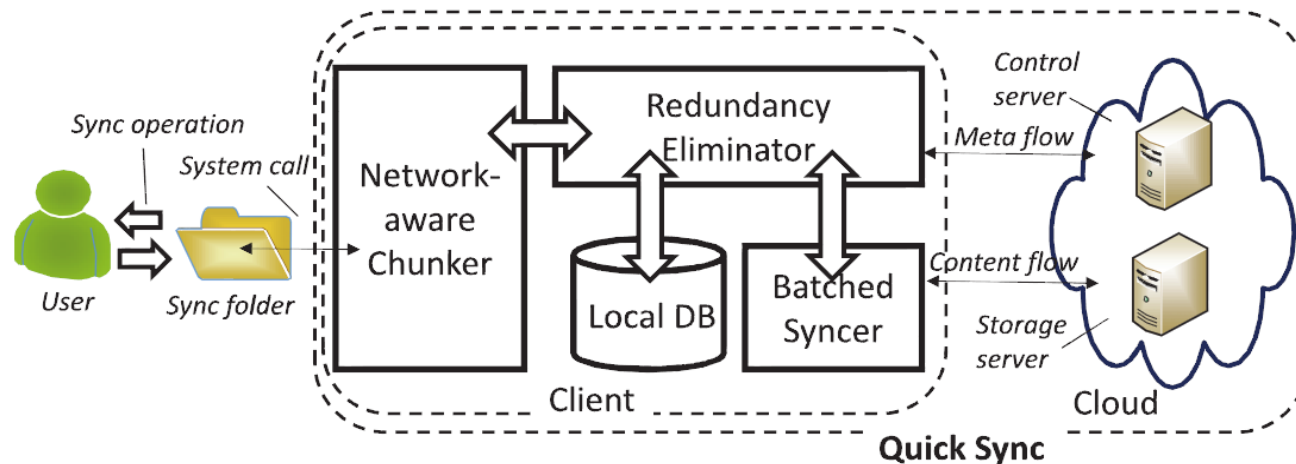 Sync operation
System call
User
Sync folder
Network-
aware
Chunker
Redundancy
Eliminator
Local DB
Batched
Syncer
Client
Control
server
Meta flow
Content flow
Storage
server
Cloud
Quick Sync